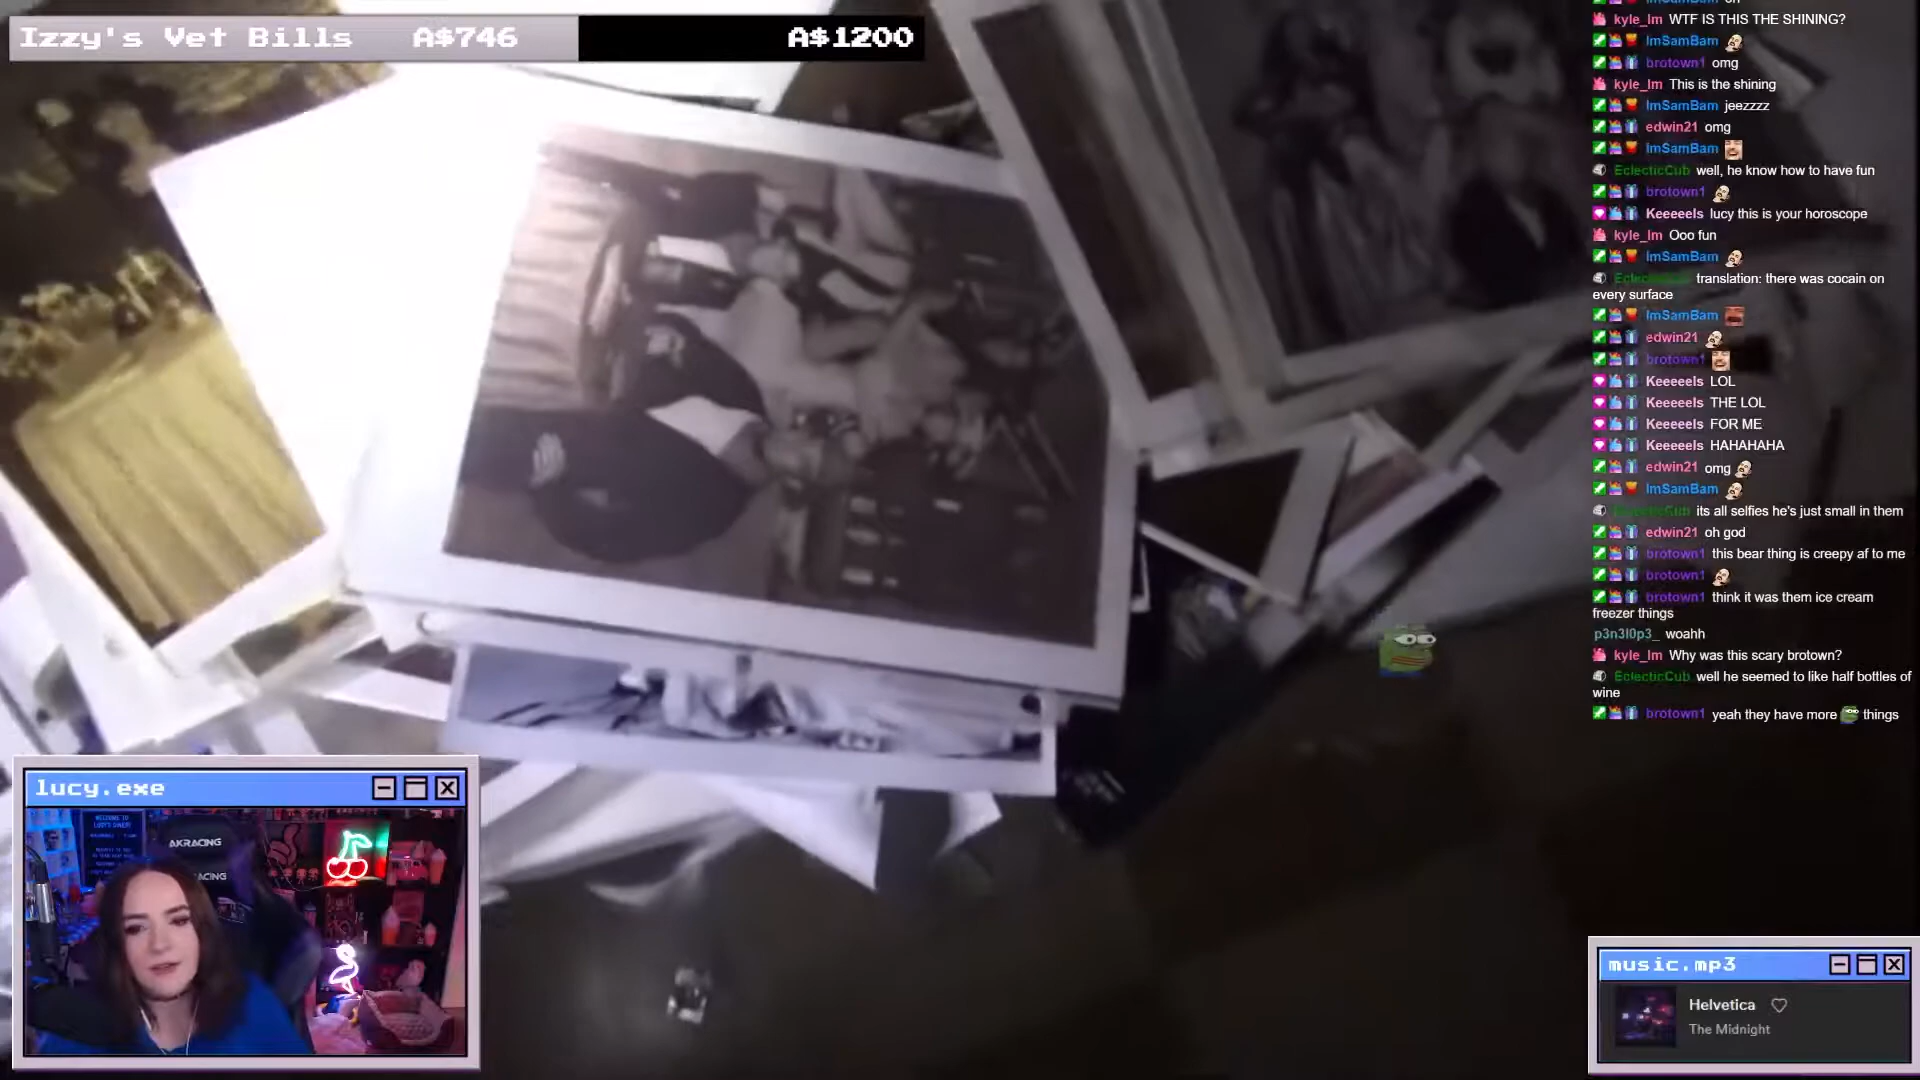 Izzy's Vet Bills A$746 A$1200
kyle_lm WTF IS THIS THE SHINING?
ImSamBam
brotown1 omg
kyle_lm This is the shining
ImSamBam jeezzzz
edwin21 omg
ImSamBam
EclecticCub well, he know how to have fun
brotown1
Keeeeels lucy this is your horoscope
kyle_lm Ooo fun
ImSamBam
EclecticCub translation: there was cocain on
every surface
ImSamBam
edwin21
brotown1
Keeeeels LOL
Keeeeels THE LOL
Keeeeels FOR ME
Keeeeels HAHAHAHA
edwin21 omg
ImSamBam
EclecticCub its all selfies he's just small in them
edwin21 oh god
brotown1 this bear thing is creepy af to me
brotown1
brotown1 think it was them ice cream
freezer things
p3n3l0p3_ woahh
kyle_lm Why was this scary brotown?
EclecticCub well he seemed to like half bottles of
wine
brotown1 yeah they have more things
lucy.exe
AKRACING
music.mp3
Helvetica
The Midnight